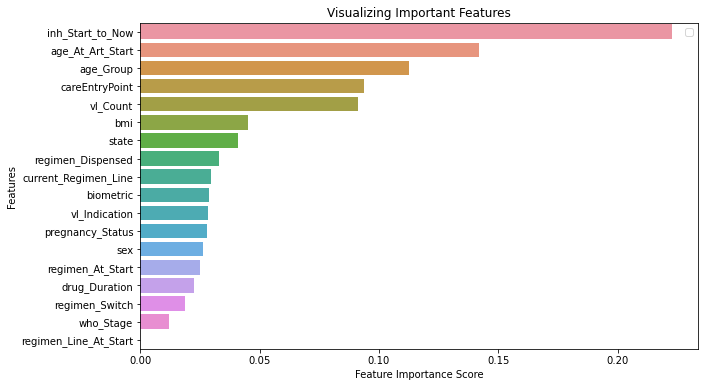 Visualizing Important Features
inh_Start_to_Now
age_At_Art_Start
age_Group
careEntryPoint
vl_Count
bmi
state
regimen_Dispensed
current_Regimen_Line
biometric
vl_Indication
pregnancy_Status
sex
regimen_At_Start
drug_Duration
regimen_Switch
who_Stage
regimen_Line_At_Start
Features
0.00 0.05 0.10 0.15 0.20
Feature Importance Score